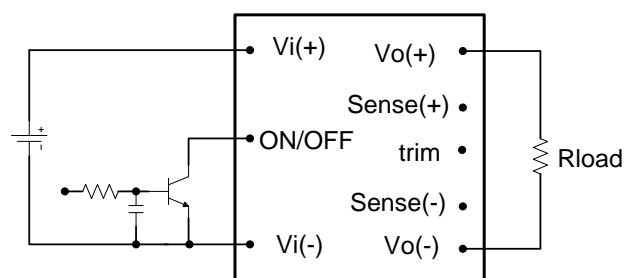 Vi(+)
Vo(+)
Sense(+)
ON/OFF
trim
Rload
Sense(-)
Vi(-)
Vo(-)
+
-